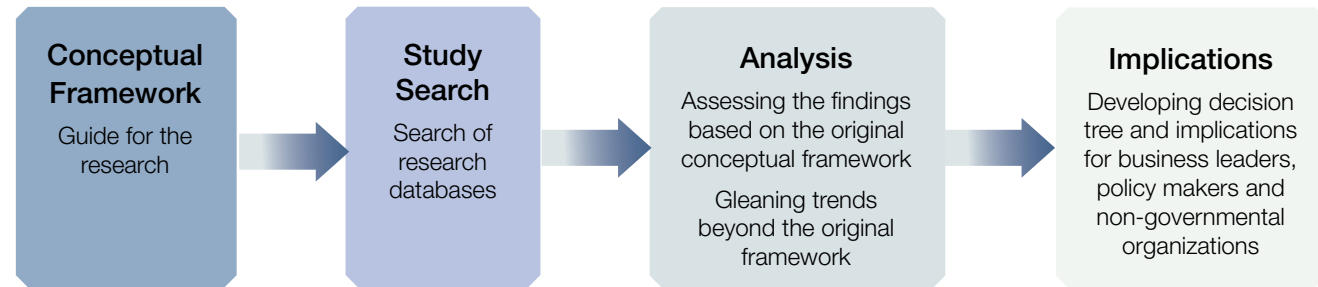 Conceptual
Framework
Guide for the
research
Study
Search
Search of
research
databases
Analysis
Assessing the findings
based on the original
conceptual framework
Gleaning trends
beyond the original
framework
Implications
Developing decision
tree and implications
for business leaders,
policy makers and
non-governmental
organizations